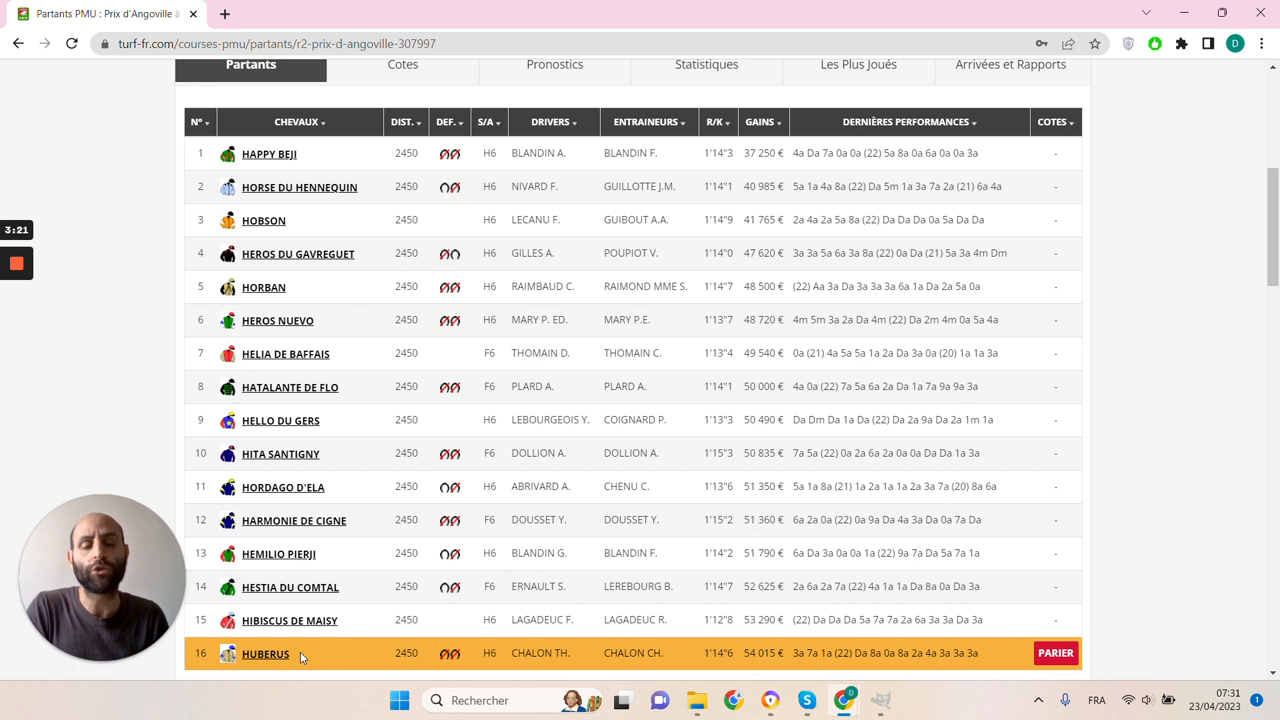 Partants PMU : Prix d'Angoville à
turf-fr.com/courses-pmu/partants/r2-prix-d-angoville-307997
D
Partants Cotes Pronostics Statistiques Les Plus Joués Arrivées et Rapports
N° CHEVAUX DIST. DEF. S/A DRIVERS ENTRAINEURS R/K GAINS DERNIÈRES PERFORMANCES COTES
1 HAPPY BEJI 2450 H6 BLANDIN A. BLANDIN F. 1'14"3 37 250 € 4a Da 7a 0a 0a (22) 5a 8a 0a 0a 0a 0a 3a -
2 HORSE DU HENNEQUIN 2450 H6 NIVARD F. GUILLOTTE J.M. 1'14"1 40 985 € 5a 1a 4a 8a (22) Da 5m 1a 3a 7a 2a (21) 6a 4a -
3 HOBSON 2450 H6 LECANU F. GUIBOUT A.A. 1'14"9 41 765 € 2a 4a 2a 5a 8a (22) Da Da Da 0a 5a Da Da -
4 HEROS DU GAVREGUET 2450 H6 GILLES A. POUPIOT V. 1'14"0 47 620 € 3a 3a 5a 6a 3a 8a (22) 0a Da (21) 5a 3a 4m Dm -
5 HORBAN 2450 H6 RAIMBAUD C. RAIMOND MME S. 1'14"7 48 500 € (22) Aa 3a Da 3a 3a 3a 6a 1a Da 2a 5a 0a -
6 HEROS NUEVO 2450 H6 MARY P. ED. MARY P.E. 1'13"7 48 720 € 4m 5m 3a 2a Da 4m (22) Da 2m 4m 0a 5a 4a -
7 HELIA DE BAFFAIS 2450 F6 THOMAIN D. THOMAIN C. 1'13"4 49 540 € 0a (21) 4a 5a 5a 1a 2a Da 3a 0a (20) 1a 1a 3a -
8 HATALANTE DE FLO 2450 F6 PLARD A. PLARD A. 1'14"1 50 000 € 4a 0a (22) 7a 5a 6a 2a Da 1a 7a 9a 9a 3a -
9 HELLO DU GERS 2450 H6 LEBOURGEOIS Y. COIGNARD P. 1'13"3 50 490 € Da Dm Da 1a Da (22) Da 2a 9a Da 2a 1m 1a -
10 HITA SANTIGNY 2450 F6 DOLLION A. DOLLION A. 1'15"3 50 835 € 7a 5a (22) 0a 2a 6a 2a 0a 0a Da Da 1a 3a -
11 HORDAGO D'ELA 2450 H6 ABRIVARD A. CHENU C. 1'13"6 51 350 € 5a 1a 8a (21) 1a 2a 1a 1a 2a 3a 7a (20) 8a 6a -
12 HARMONIE DE CIGNE 2450 F6 DOUSSET Y. DOUSSET Y. 1'15"2 51 360 € 6a 2a 0a (22) 0a 9a Da 4a 3a Da 0a 7a Da -
13 HEMILIO PIERJI 2450 H6 BLANDIN G. BLANDIN F. 1'14"2 51 790 € 6a Da 3a 0a 0a 1a (22) 9a 7a Da 5a 7a 1a -
14 HESTIA DU COMTAL 2450 F6 ERNAULT S. LEREBOURG B. 1'14"7 52 625 € 2a 6a 2a 7a (22) 4a 1a 1a Da 0a 0a Da 3a -
15 HIBISCUS DE MAISY 2450 H6 LAGADEUC F. LAGADEUC R. 1'12"8 53 290 € (22) Da Da Da 5a 7a 7a 2a 6a 3a 3a Da 3a -
16 HUBERUS 2450 H6 CHALON TH. CHALON CH. 1'14"6 54 015 € 3a 7a 1a (22) Da 8a 0a 8a 2a 4a 3a 3a 3a PARIER
3:21
Rechercher
FRA
07:31
23/04/2023
1